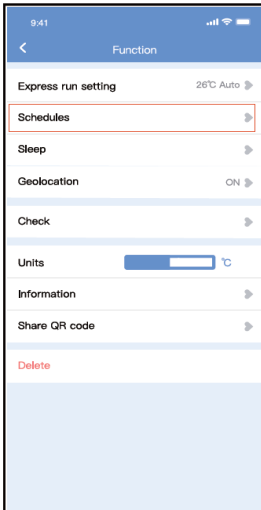 9:41
Function
Express run setting 26℃ Auto
Schedules
Sleep
Geolocation ON
Check
Units ℃
Information
Share QR code
Delete